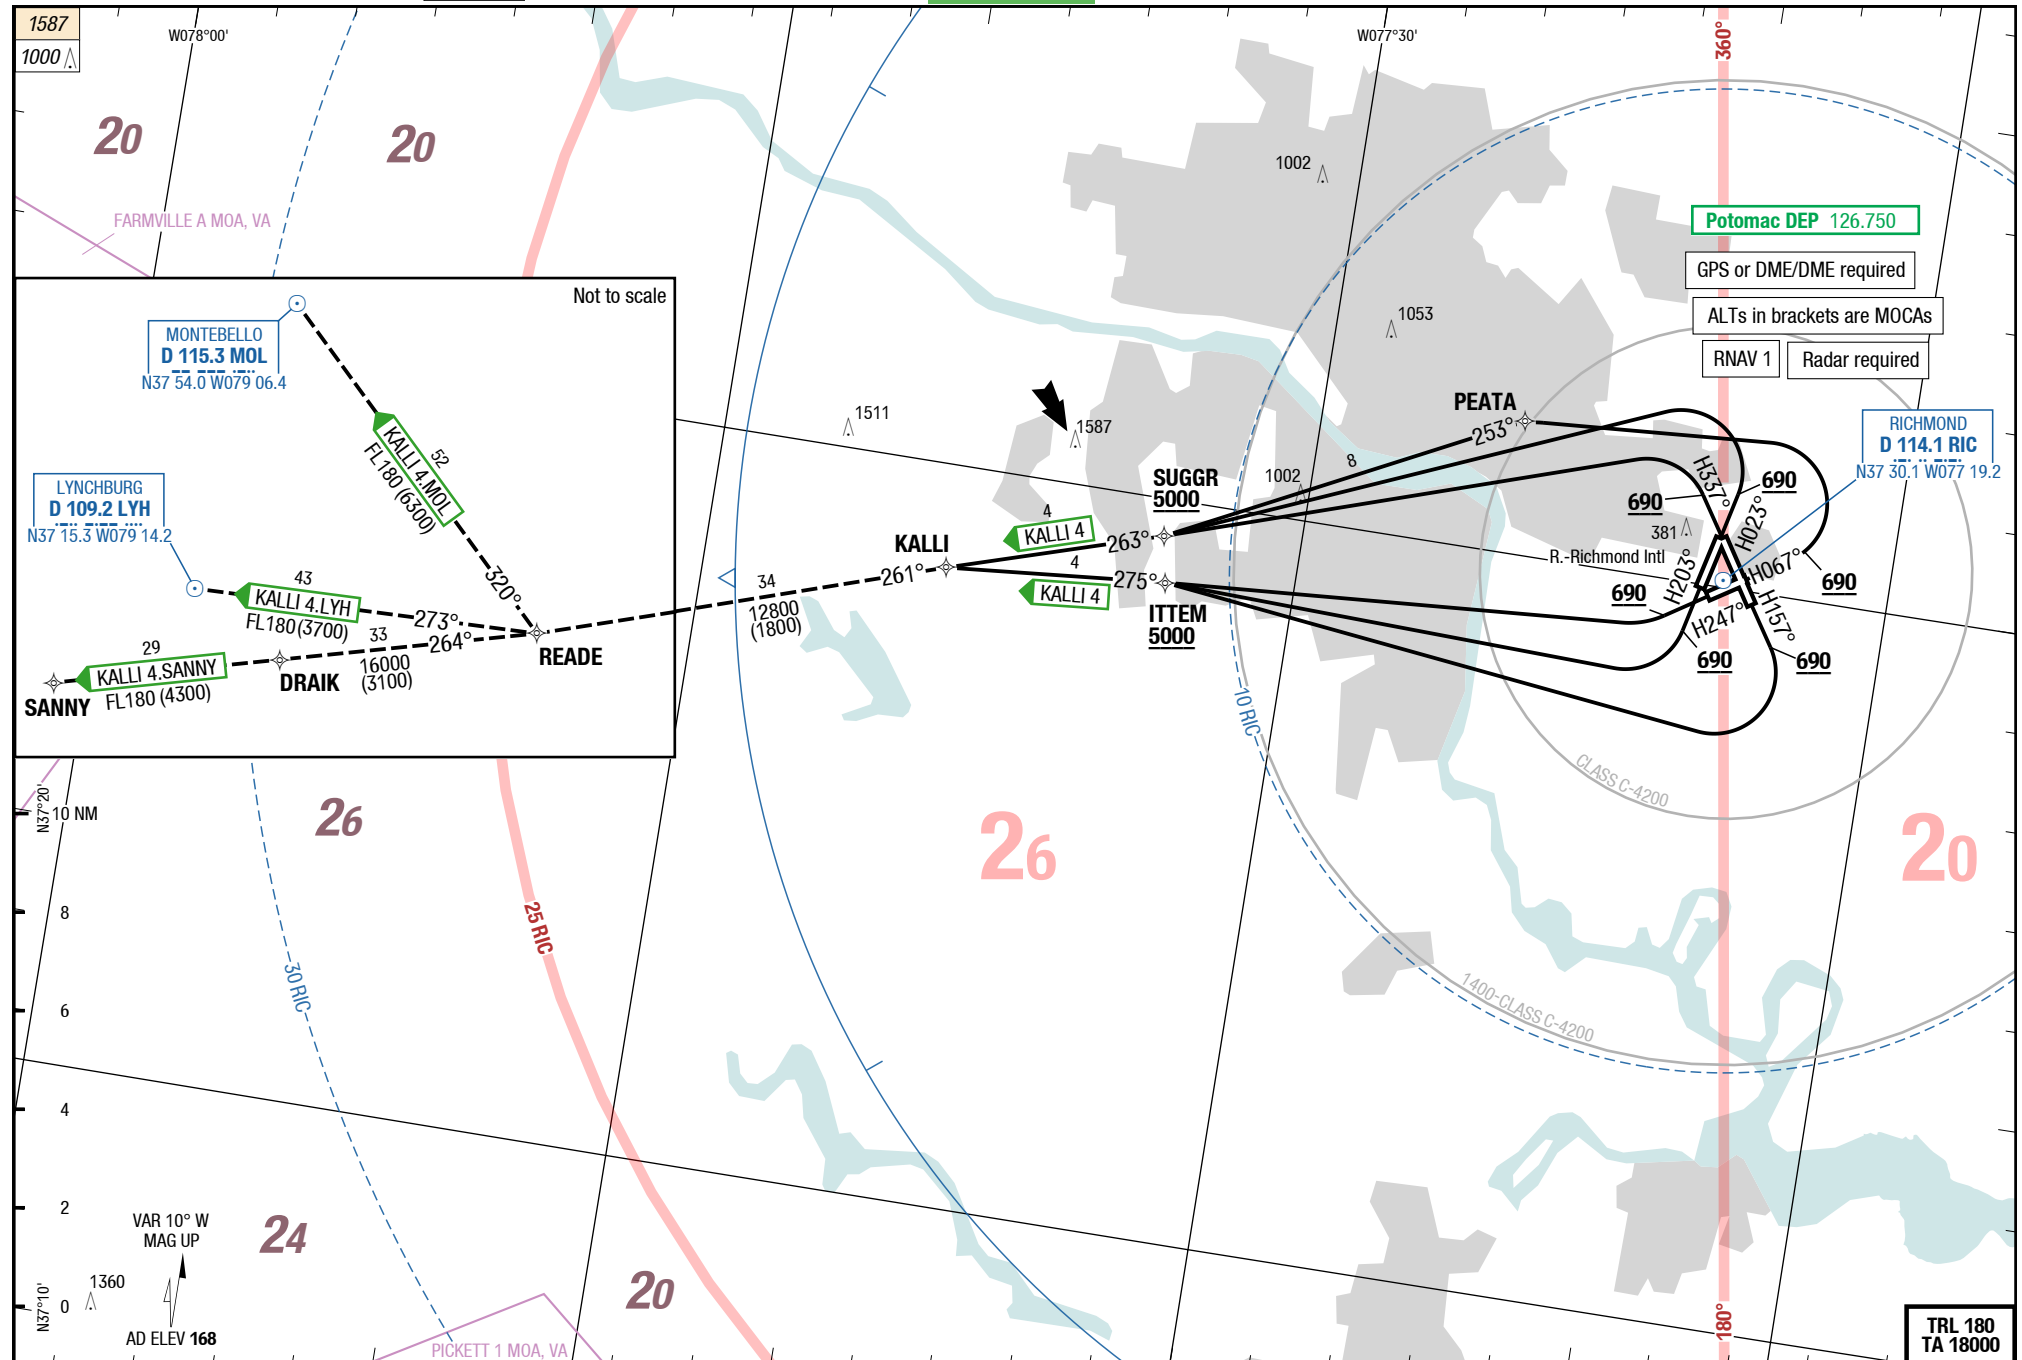 1587
1000
W078°00'
W077°30'
360°
20
20
FARMVILLE A MOA, VA
1002
Potomac DEP 126.750
GPS or DME/DME required
ALTs in brackets are MOCAs
RNAV 1
Radar required
Not to scale
MONTEBELLO
D 115.3 MOL
N37 54.0 W079 06.4
1053
1511
1587
PEATA
253°
8
RICHMOND
D 114.1 RIC
N37 30.1 W077 19.2
52
KALLI 4.MOL
FL180 (6300)
320°
LYNCHBURG
D 109.2 LYH
N37 15.3 W079 14.2
SUGGR
5000
1002
H337°
690
690
H023°
381
R.-Richmond Intl
4
KALLI 4
263°
KALLI
261°
4
275°
KALLI 4
ITTEM
5000
34
12800
(1800)
H203°
H067°
690
690
H247°
H157°
690
690
43
KALLI 4.LYH
FL180 (3700)
273°
33
264°
16000
(3100)
READE
29
KALLI 4.SANNY
FL180 (4300)
DRAIK
SANNY
10 RIC
CLASS C-4200
N37°20'
10 NM
26
26
20
8
25 RIC
30 RIC
1400-CLASS C-4200
6
4
2
VAR 10° W
MAG UP
24
20
1360
N37°10'
0
AD ELEV 168
PICKETT 1 MOA, VA
180°
TRL 180
TA 18000